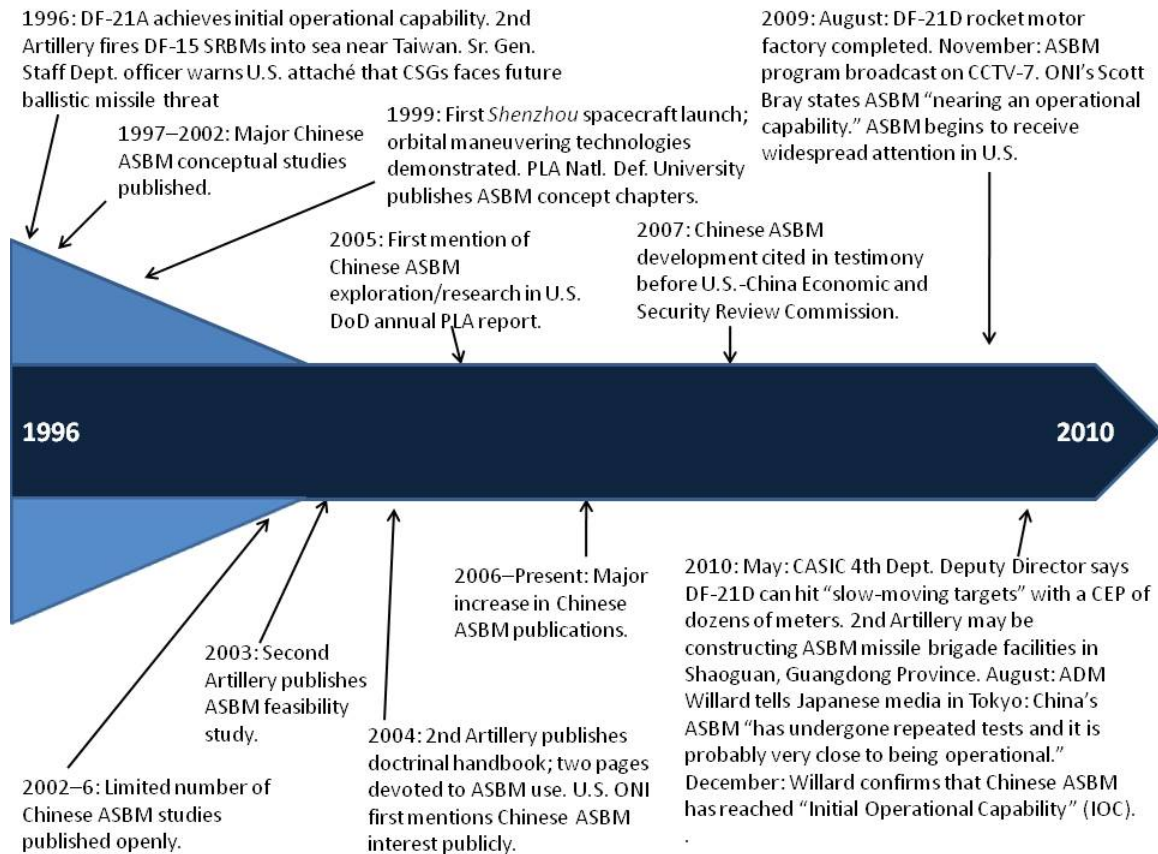 1996: DF-21A achieves initial operational capability. 2nd
Artillery fires DF-15 SRBMs into sea near Taiwan. Sr. Gen.
Staff Dept. officer warns U.S. attaché that CSGs faces future
ballistic missile threat
1997–2002: Major Chinese
ASBM conceptual studies
published.
1999: First Shenzhou spacecraft launch;
orbital maneuvering technologies
demonstrated. PLA Natl. Def. University
publishes ASBM concept chapters.
2009: August: DF-21D rocket motor
factory completed. November: ASBM
program broadcast on CCTV-7. ONI’s Scott
Bray states ASBM “nearing an operational
capability.” ASBM begins to receive
widespread attention in U.S.
2005: First mention of
Chinese ASBM
exploration/research in U.S.
DoD annual PLA report.
2007: Chinese ASBM
development cited in testimony
before U.S.-China Economic and
Security Review Commission.
1996
2010
2002–6: Limited number of
Chinese ASBM studies
published openly.
2003: Second
Artillery publishes
ASBM feasibility
study.
2004: 2nd Artillery publishes
doctrinal handbook; two pages
devoted to ASBM use. U.S. ONI
first mentions Chinese ASBM
interest publicly.
2006–Present: Major
increase in Chinese
ASBM publications.
2010: May: CASIC 4th Dept. Deputy Director says
DF-21D can hit “slow-moving targets” with a CEP of
dozens of meters. 2nd Artillery may be
constructing ASBM missile brigade facilities in
Shaoguan, Guangdong Province. August: ADM
Willard tells Japanese media in Tokyo: China’s
ASBM “has undergone repeated tests and it is
probably very close to being operational.”
December: Willard confirms that Chinese ASBM
has reached “Initial Operational Capability” (IOC).
.